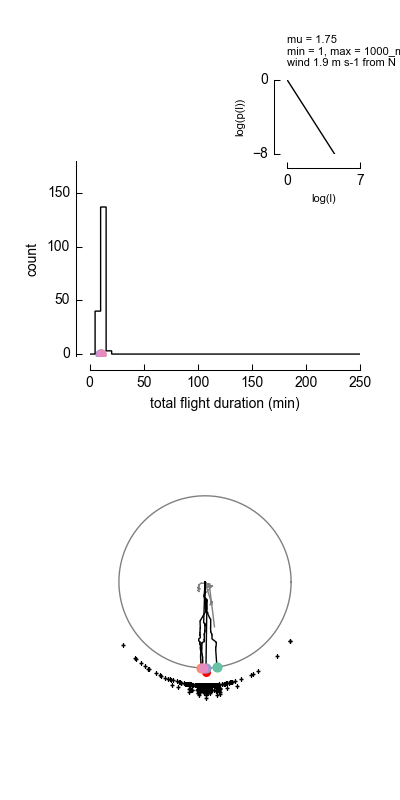 mu = 1.75
min = 1, max = 1000_m
wind 1.9 m s-1 from N
0
log(p(l))
−8
0
7
log(l)
150
100
50
0
count
0
50
100
150
200
250
total flight duration (min)